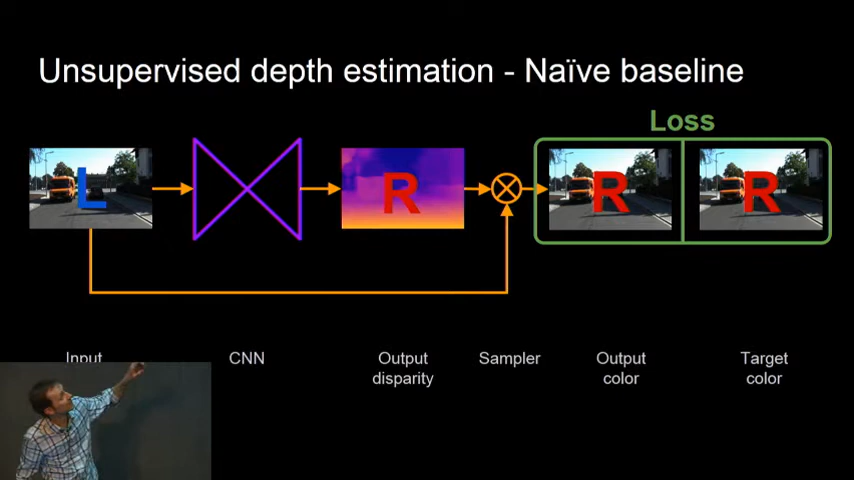 Unsupervised depth estimation - Naïve baseline
Loss
L
R
R
R
Input
CNN
Output
disparity
Sampler
Output
color
Target
color